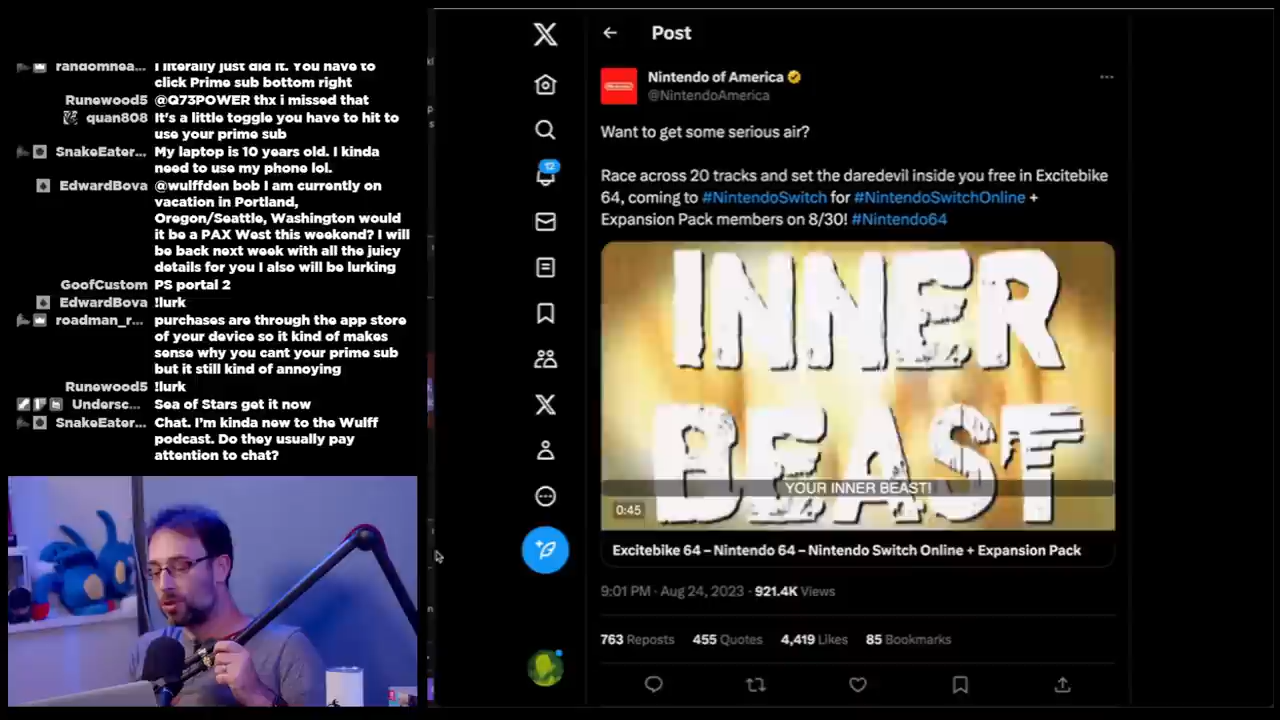 randomnea... I literally just did it. You have to
click Prime sub bottom right
Runewood5 @Q73POWER thx i missed that
quan808 It's a little toggle you have to hit to
use your prime sub
SnakeEater... My laptop is 10 years old. I kinda
need to use my phone lol.
EdwardBova @wulffden bob I am currently on
vacation in Portland,
Oregon/Seattle, Washington would
it be a PAX West this weekend? I will
be back next week with all the juicy
details for you I also will be lurking
GoofCustom PS portal 2
EdwardBova !lurk
roadman_r... purchases are through the app store
of your device so it kind of makes
sense why you cant your prime sub
but it still kind of annoying
Runewood5 !lurk
Undersc... Sea of Stars get it now
SnakeEater... Chat. I'm kinda new to the Wulff
podcast. Do they usually pay
attention to chat?
12
Post
Nintendo of America
@NintendoAmerica
Want to get some serious air?
Race across 20 tracks and set the daredevil inside you free in Excitebike
64, coming to #NintendoSwitch for #NintendoSwitchOnline +
Expansion Pack members on 8/30! #Nintendo64
INNER
BEAST
YOUR INNER BEAST!
0:45
Excitebike 64 – Nintendo 64 – Nintendo Switch Online + Expansion Pack
9:01 PM · Aug 24, 2023 · 921.4K Views
763 Reposts 455 Quotes 4,419 Likes 85 Bookmarks